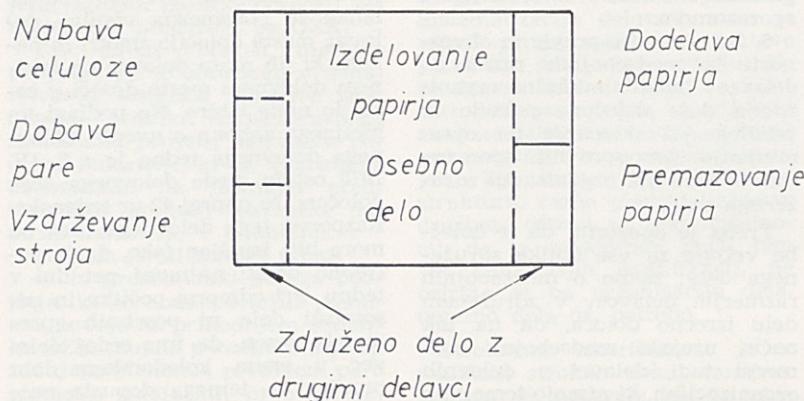 Nabava
celuloze
Dobava
pare
Vzdrževanje
stroja
Izdelovanje
papirja
Osebno
delo
Dodelava
papirja
Premazovanje
papirja
Združeno delo z
drugimi delavci